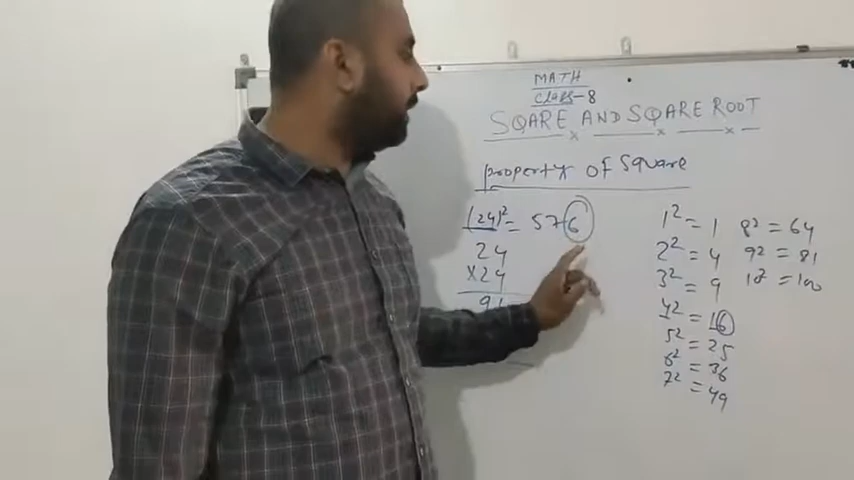 MATH
CLASS-8
SQARE AND SQARE ROOT
property of Square
(24)² = 576
24
×24
1² = 1
2² = 4
3² = 9
4² = 16
5² = 25
6² = 36
7² = 49
8² = 64
9² = 81
10² = 100